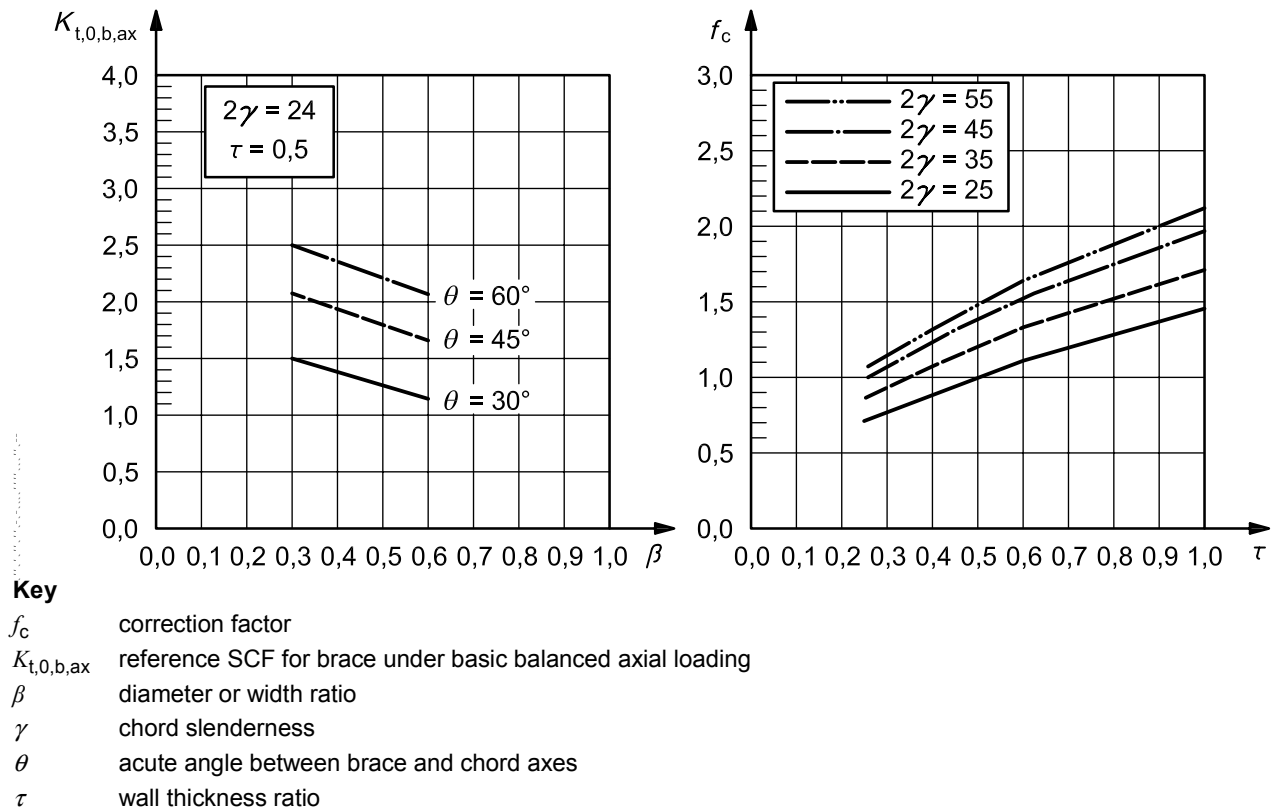 K t,0,b,ax
4,0
3,5
3,0
2,5
2,0
1,5
1,0
0,5
0,0
2γ = 24
τ = 0,5
θ = 60°
θ = 45°
θ = 30°
0,0 0,1 0,2 0,3 0,4 0,5 0,6 0,7 0,8 0,9 1,0 β
f c
3,0
2,5
2,0
1,5
1,0
0,5
0,0
2γ = 55
2γ = 45
2γ = 35
2γ = 25
0,0 0,1 0,2 0,3 0,4 0,5 0,6 0,7 0,8 0,9 1,0 τ
Key
f c correction factor
K t,0,b,ax reference SCF for brace under basic balanced axial loading
β diameter or width ratio
γ chord slenderness
θ acute angle between brace and chord axes
τ wall thickness ratio